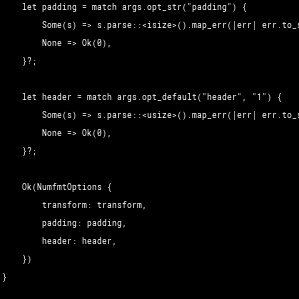 let padding = match args.opt_str("padding") {
Some(s) => s.parse::<isize>().map_err(|err| err.to_s
None => Ok(0),
}?;
let header = match args.opt_default("header", "1") {
Some(s) => s.parse::<usize>().map_err(|err| err.to_s
None => Ok(0),
}?;
Ok(NumfmtOptions {
transform: transform,
padding: padding,
header: header,
})
}